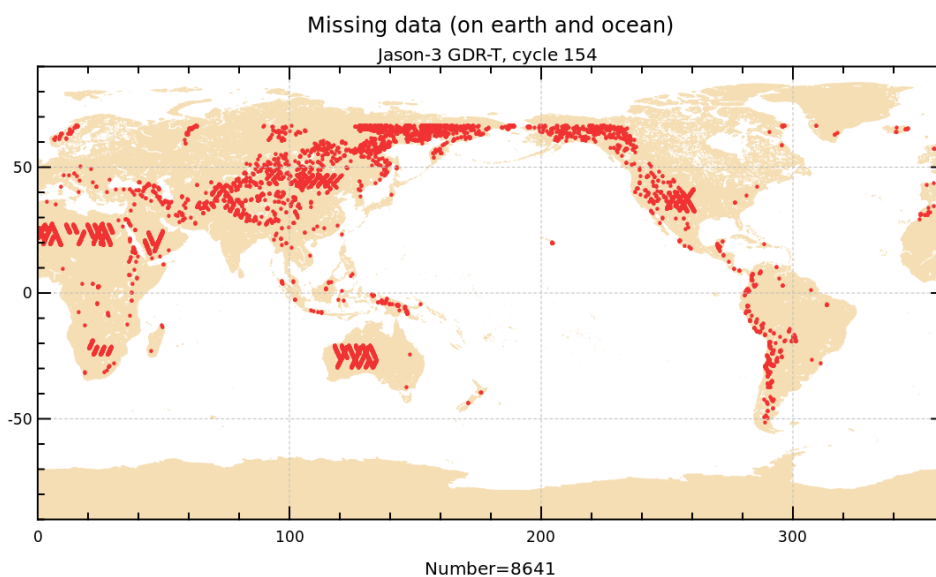 Missing data (on earth and ocean)
Jason-3 GDR-T, cycle 154
50
0
-50
0 100 200 300
Number=8641